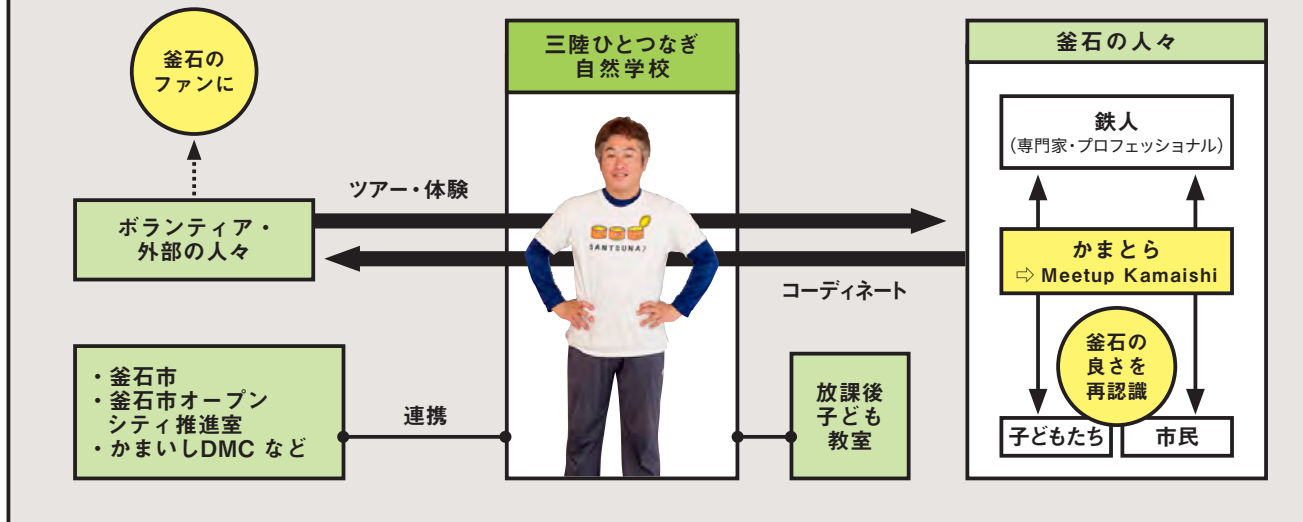 釜石の
ファンに
ボランティア・
外部の人々
ツアー・体験
コーディネート
三陸ひとつなぎ
自然学校
SANTSUNA?
・釜石市
・釜石市オープン
シティ推進室
・かまいしDMC など
連携
放課後
子ども
教室
釜石の人々
鉄人
(専門家・プロフェッショナル)
かまとら
⇨ Meetup Kamaishi
釜石の
良さを
再認識
子どもたち
市民